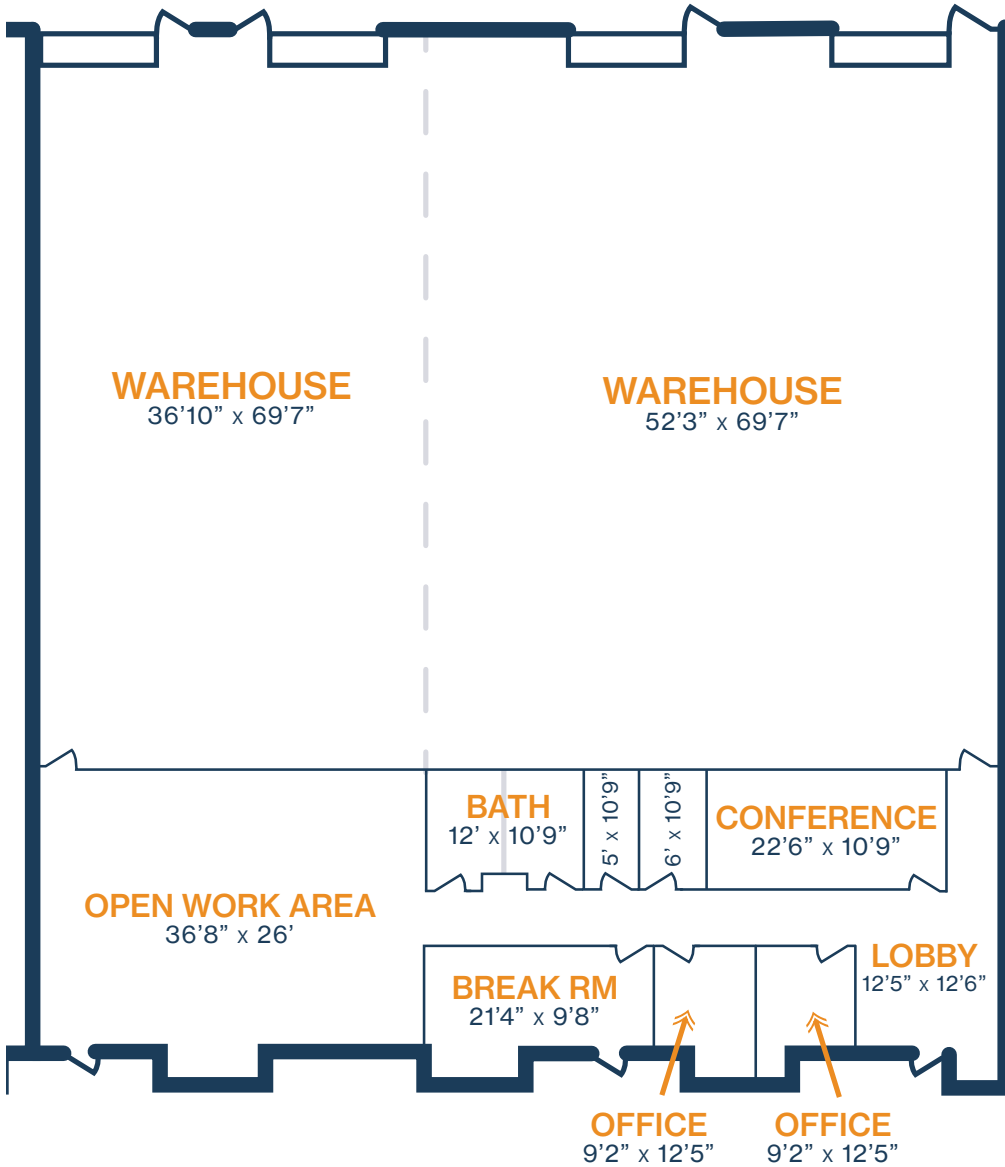 WAREHOUSE
36’10” x 69’7”
WAREHOUSE
52’3” x 69’7”
BATH
12’ x 10’9”
5’ x 10’9”
6’ x 10’9”
CONFERENCE
22’6” x 10’9”
OPEN WORK AREA
36’8” x 26’
BREAK RM
21’4” x 9’8”
LOBBY
12’5” x 12’6”
OFFICE
9’2” x 12’5”
OFFICE
9’2” x 12’5”